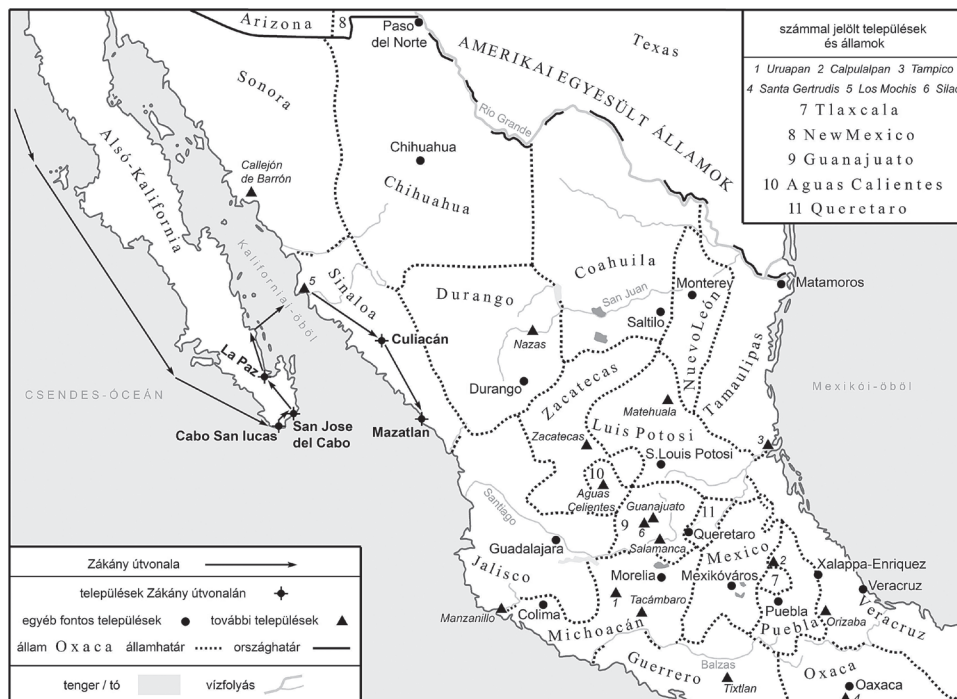 Arizona
8
Paso
del Norte
Texas
AMERIKAI EGYESÜLT ÁLLAMOK
Sonora
Rio Grande
számmal jelölt települések
és államok
1 Uruapan 2 Calpulalpan 3 Tampico
4 Santa Gertrudis 5 Los Mochis 6 Silao
7 Tlaxcala
8 NewMexico
9 Guanajuato
10 Aguas Calientes
11 Queretaro
Alsó-Kalifornia
Callejón
de Barrón
Chihuahua
Chihuahua
Kaliforniai-öböl
5
Sinaloa
Durango
Coahuila
San Juan
Monterey
Matamoros
Saltilo
NuevoLeón
Tamaulipas
Culiacán
Nazas
La Paz
Durango
Zacatecas
CSENDES-ÓCEÁN
Mexikói-öböl
Matehuala
Cabo San lucas
San Jose
del Cabo
Mazatlan
Zacatecas
Luis Potosi
S.Louis Potosi
3
10
Aguas
Celientes
Santiago
Guanajuato
9
6
11
Queretaro
Salamanca
Guadalajara
Mexico
2
Xalappa-Enriquez
Jalisco
Morelia
Mexikóváros
7
Veracruz
Manzanillo
Colima
1
Tacámbaro
Puebla
Orizaba
Veracruz
Michoacán
Puebla
Guerrero
Balzas
Tixtlan
Oaxca
Oaxaca
4
Zákány útvonala
települések Zákány útvonalán
egyéb fontos települések
további települések
állam Oxaca államhatár országhatár
tenger / tó vízfolyás